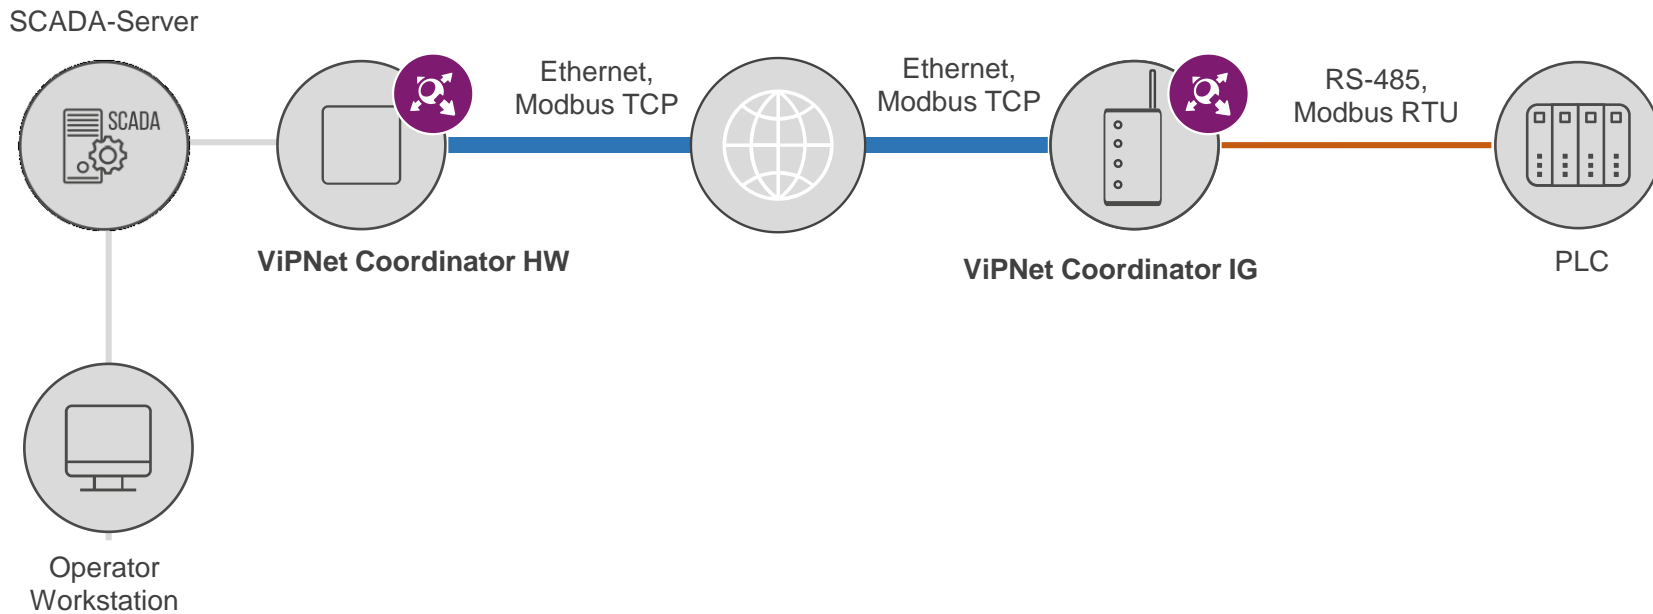 SCADA-Server
SCADA
Ethernet,
Modbus TCP
Ethernet,
Modbus TCP
RS-485,
Modbus RTU
ViPNet Coordinator HW
ViPNet Coordinator IG
PLC
Operator
Workstation